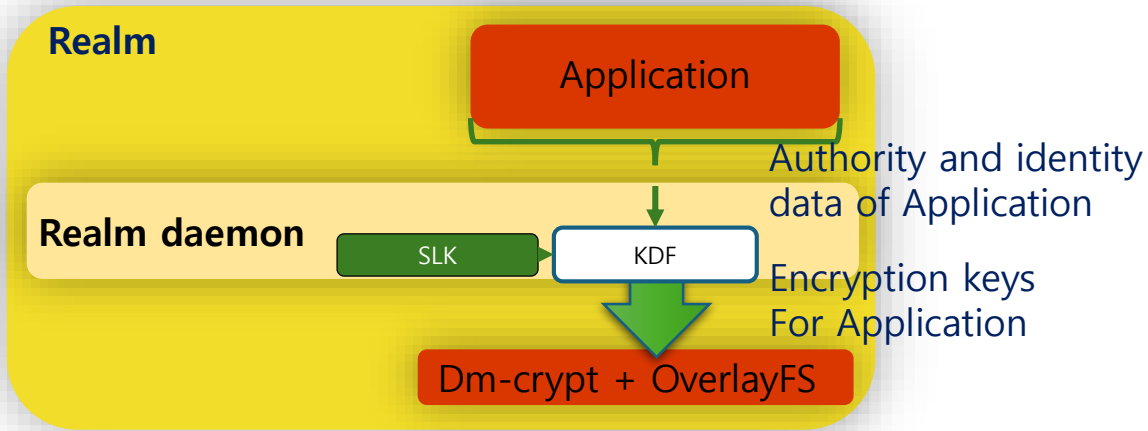 Realm
Application
Authority and identity
data of Application
Realm daemon
SLK
KDF
Encryption keys
For Application
Dm-crypt + OverlayFS